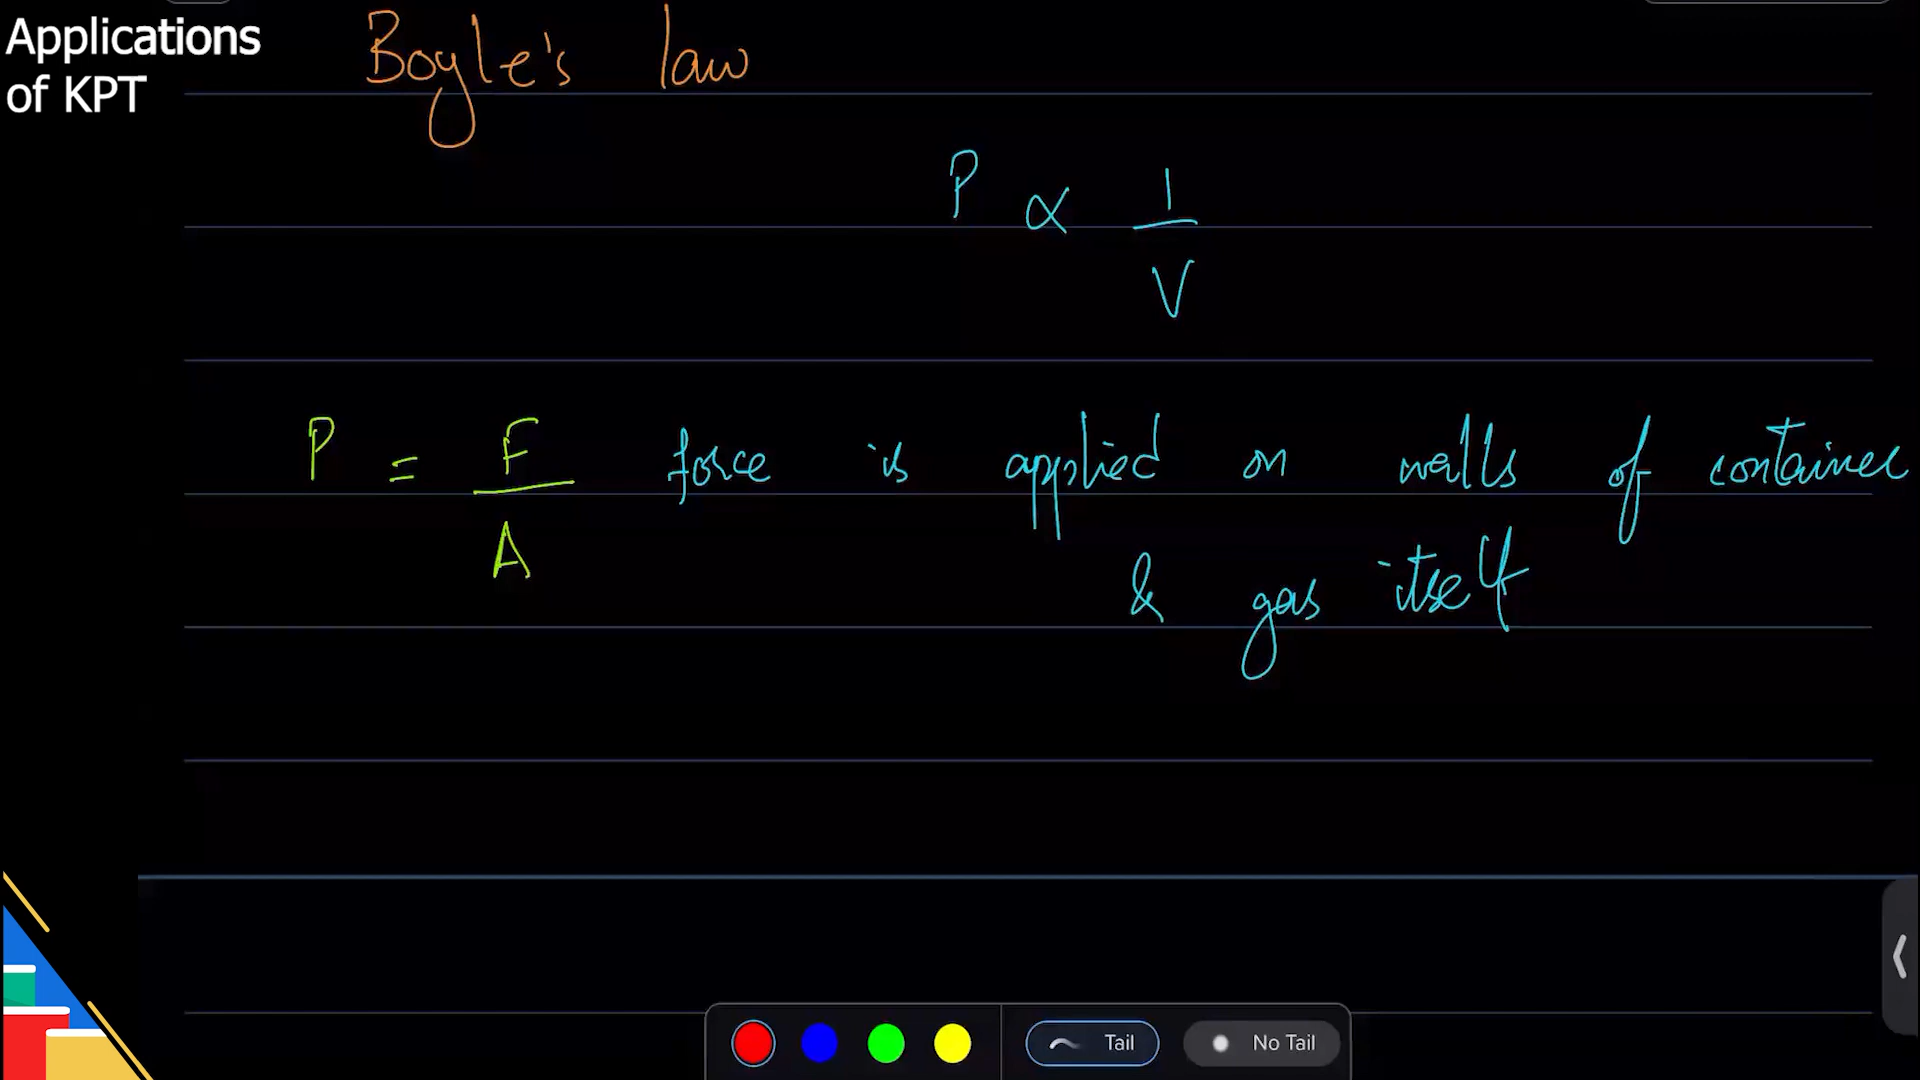 Applications
of KPT
Boyle's law
P ∝ 1/V
P = F/A force is applied on walls of container
& gas itself
Tail
No Tail